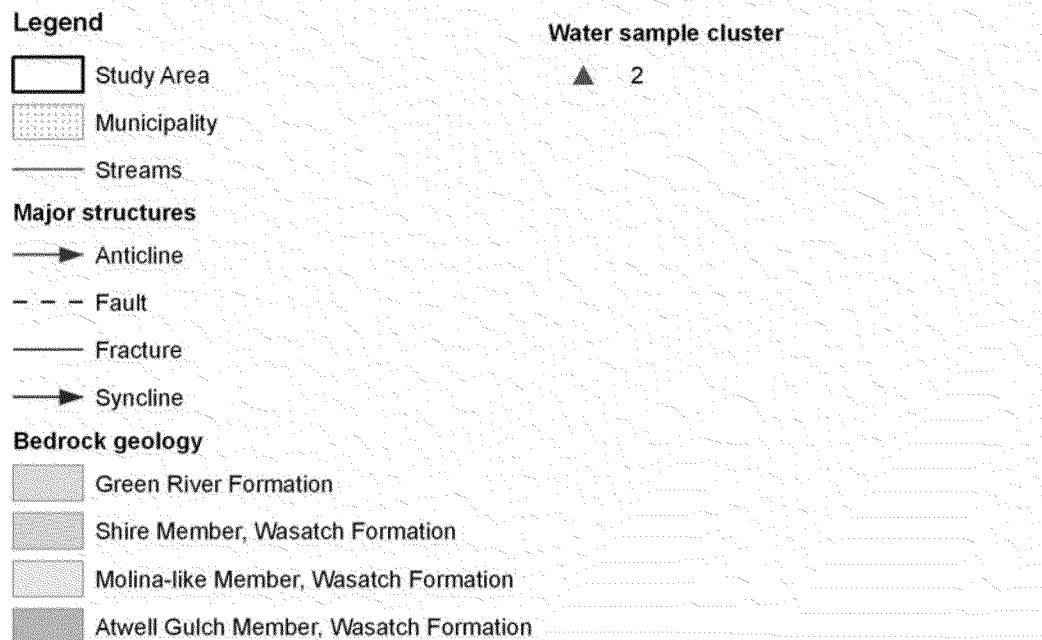 Legend
Study Area
Municipality
Streams
Major structures
Anticline
Fault
Fracture
Syncline
Bedrock geology
Green River Formation
Shire Member, Wasatch Formation
Molina-like Member, Wasatch Formation
Atwell Gulch Member, Wasatch Formation
Water sample cluster
2